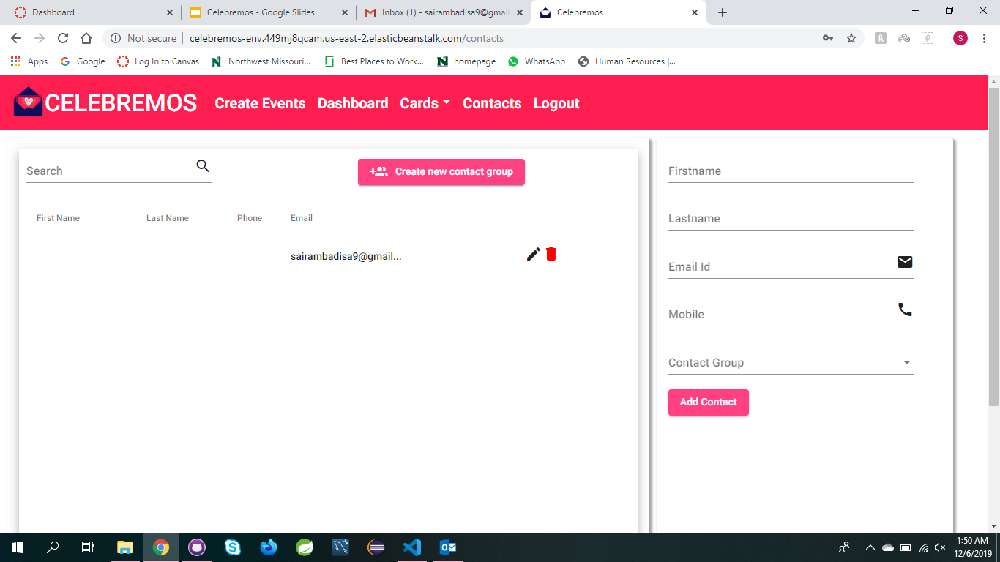 Dashboard
Celebremos - Google Slides
Inbox (1) - sairambadisa9@gmai
Celebremos
Not secure
celebremos-env.449mj8qcam.us-east-2.elasticbeanstalk.com/contacts
S
Apps
Google
Log In to Canvas
Northwest Missouri...
Best Places to Work...
homepage
WhatsApp
Human Resources |...
CELEBREMOS
Create Events
Dashboard
Cards
Contacts
Logout
Search
Create new contact group
First Name
Last Name
Phone
Email
sairambadisa9@gmail...
Firstname
Lastname
Email Id
Mobile
Contact Group
Add Contact
1:50 AM
12/6/2019